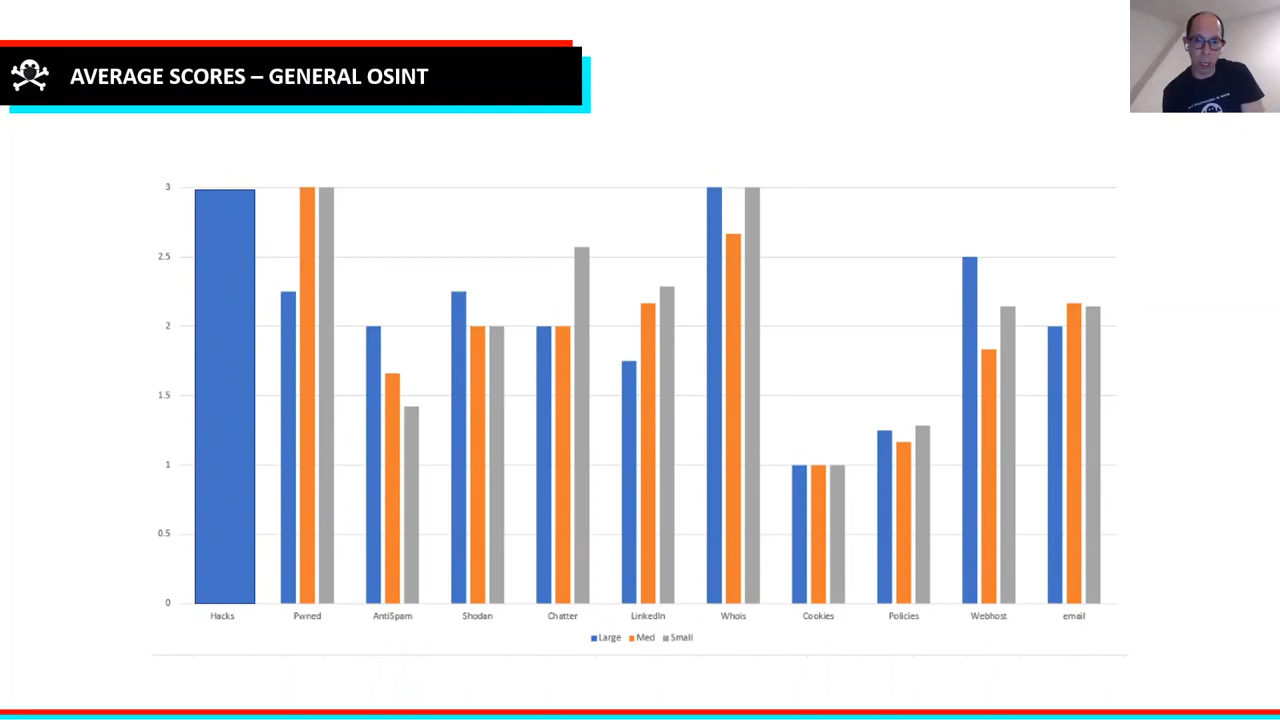 AVERAGE SCORES – GENERAL OSINT
3
2.5
2
1.5
1
0.5
0
Hacks Pwned AntiSpam Shodan Chatter LinkedIn Whois Cookies Policies Webhost email
Large Med Small